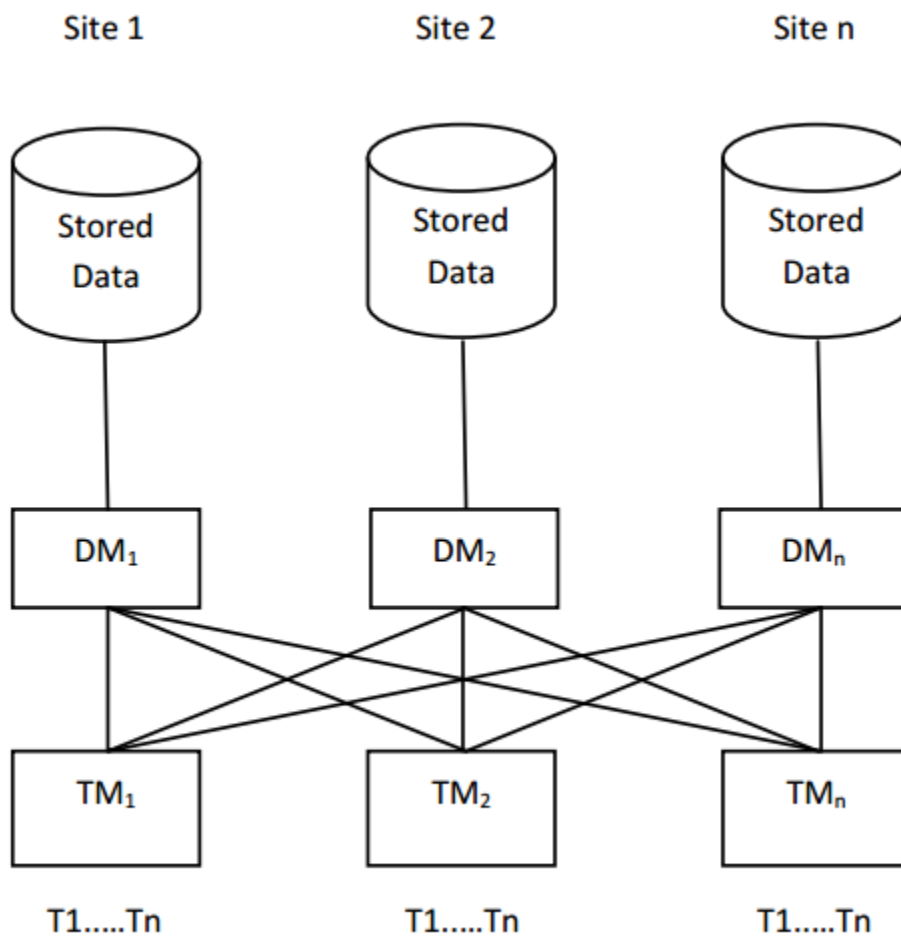 Site 1 Site 2 Site n
Stored Stored Stored
Data Data Data
DM₁ DM₂ DMₙ
TM₁ TM₂ TMₙ
T1.....Tn T1.....Tn T1.....Tn